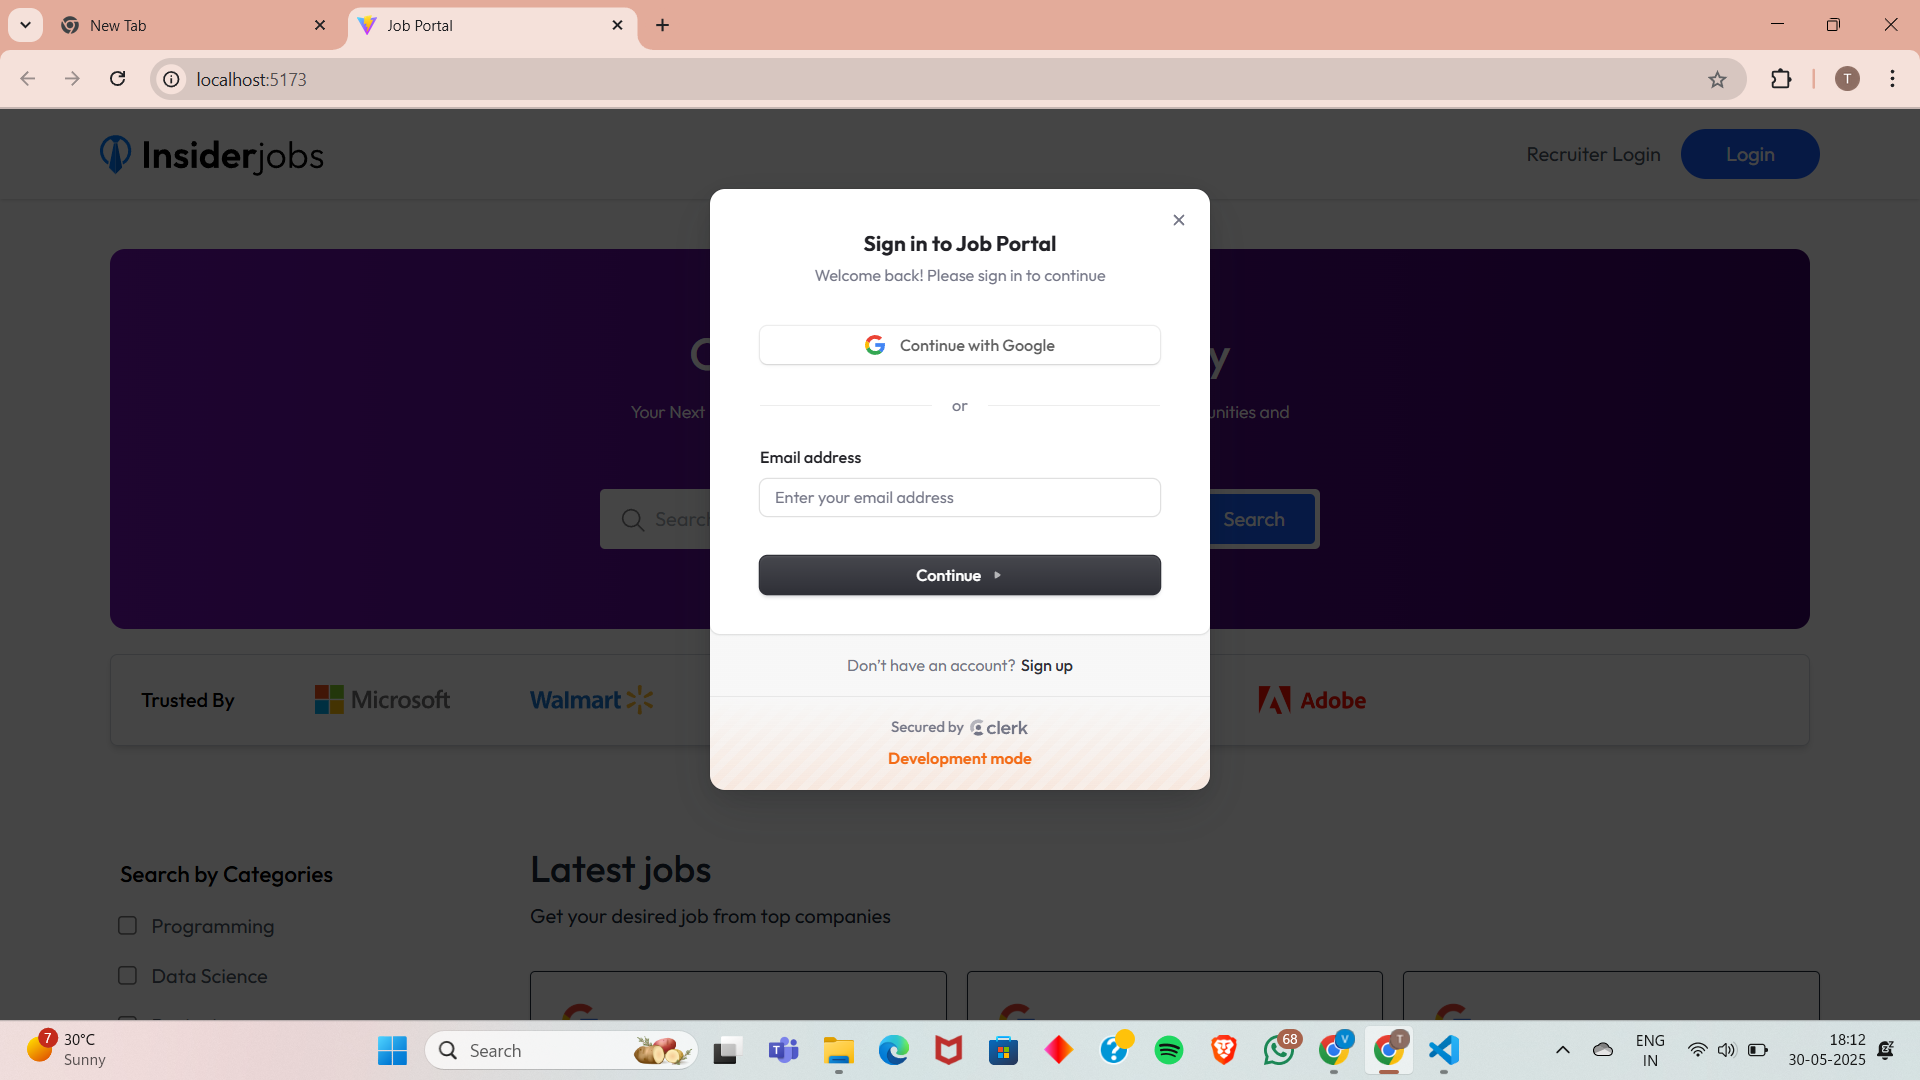 New Tab
Job Portal
localhost:5173
T
Insiderjobs
Recruiter Login
Login
Sign in to Job Portal
Welcome back! Please sign in to continue
Continue with Google
Your Next
and
or
Email address
Enter your email address
Search
Continue
Don't have an account? Sign up
Trusted By
Microsoft
Walmart
Adobe
Secured by clerk
Development mode
Search by Categories
Programming
Data Science
Latest jobs
Get your desired job from top companies
7
30°C
Sunny
Search
68
V
T
ENG
IN
18:12
30-05-2025